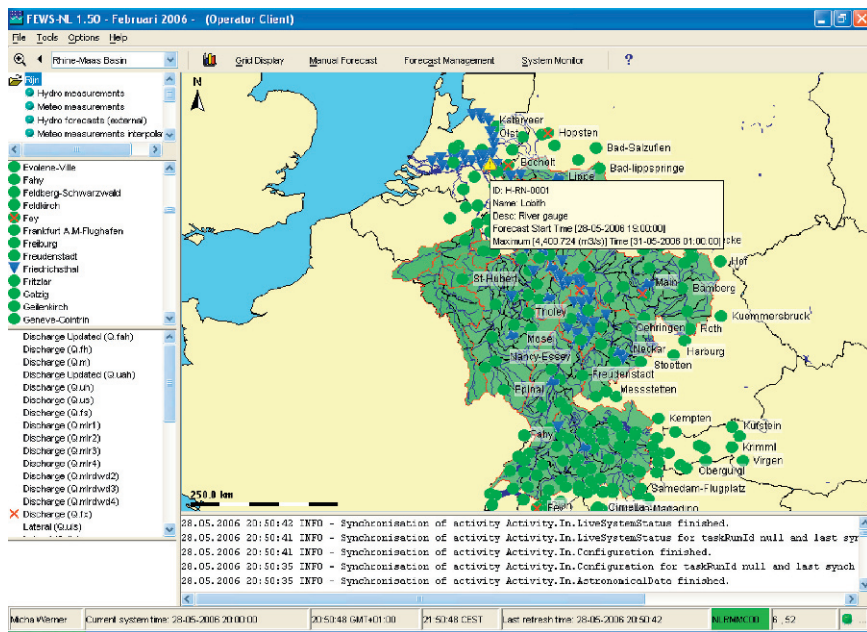 FEWS-NL 1.50 - Februari 2006 - (Operator Client)
File Tools Options Help
Rhine-Maas Basin Grid Display Manual Forecast Forecast Management System Monitor ?
Rijn
Hydro measurements
Meteo measurements
Hydro forecasts (external)
Meteo measurements interpola
Evolene-Ville
Fahy
Feldberg-Schwarzwald
Feldkirch
Fey
Frankfurt A.M-Flughafen
Freiburg
Freudenstadt
Friedrichsthal
Fritzlar
Galzig
Geilenkirch
Geneve-Cointrin
Discharge Updated (Q.fah)
Discharge (Q.fh)
Discharge (Q.m)
Discharge Updated (Q.uah)
Discharge (Q.uh)
Discharge (Q.us)
Discharge (Q.fs)
Discharge (Q.mlr1)
Discharge (Q.mlr2)
Discharge (Q.mlr3)
Discharge (Q.mlr4)
Discharge (Q.mlrdwd2)
Discharge (Q.mlrdwd3)
Discharge (Q.mlrdwd4)
Discharge (Q.fx)
Lateral (Q.uls)
N
Katerveer
Olst
Hopsten
Bad-Salzuflen
Bocholt
Bad-lippspringe
Lippe
ID: H-RN-0001
Name: Lobith
Desc: River gauge
Forecast Start Time [28-05-2006 19:00:00]
Maximum [4,400.724 (m3/s)] Time [31-05-2006 01:00:00]
Hof
St-Hubert
Main
Bamberg
Tholey
Kuemmersbruck
Oehringen
Roth
Mosel
Neckar
Harburg
Nancy-Essey
Stootten
Freudenstadt
Epinal
Messstetten
Kempten
Kufstein
Fahy
Krimml
Virgen
Obergurgl
Samedam-Flugplatz
250.0 km
28.05.2006 20:50:42 INFO - Synchronisation of activity Activity.In.LiveSystemStatus finished.
28.05.2006 20:50:41 INFO - Synchronisation of activity Activity.In.LiveSystemStatus for taskRunId null and last syn
28.05.2006 20:50:41 INFO - Synchronisation of activity Activity.In.Configuration finished.
28.05.2006 20:50:35 INFO - Synchronisation of activity Activity.In.Configuration for taskRunId null and last synch
28.05.2006 20:50:35 INFO - Synchronisation of activity Activity.In.AstronomicalDate finished.
Micha Werner Current system time: 28-05-2006 20:00:00 20:50:48 GMT+01:00 21:50:48 CEST Last refresh time: 28-05-2006 20:50:42 NLRMMC00 6 , 52